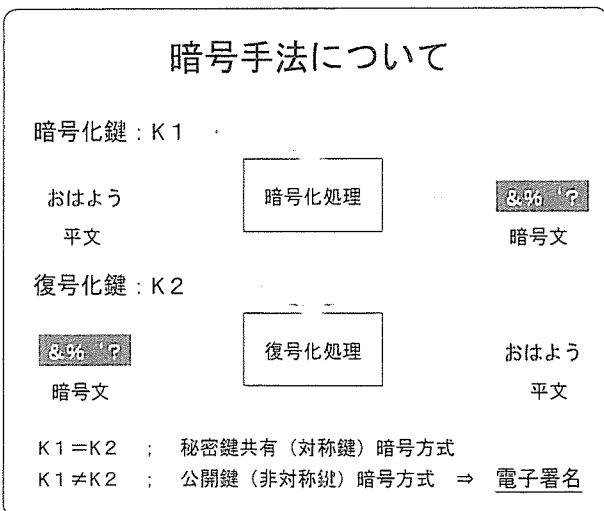 暗号手法について
暗号化鍵：K1
おはよう 暗号化処理 &% '?
平文 暗号文
復号化鍵：K2
&% '? 復号化処理 おはよう
暗号文 平文
K1＝K2 ； 秘密鍵共有（対称鍵）暗号方式
K1≠K2 ； 公開鍵（非対称鍵）暗号方式 ⇒ 電子署名